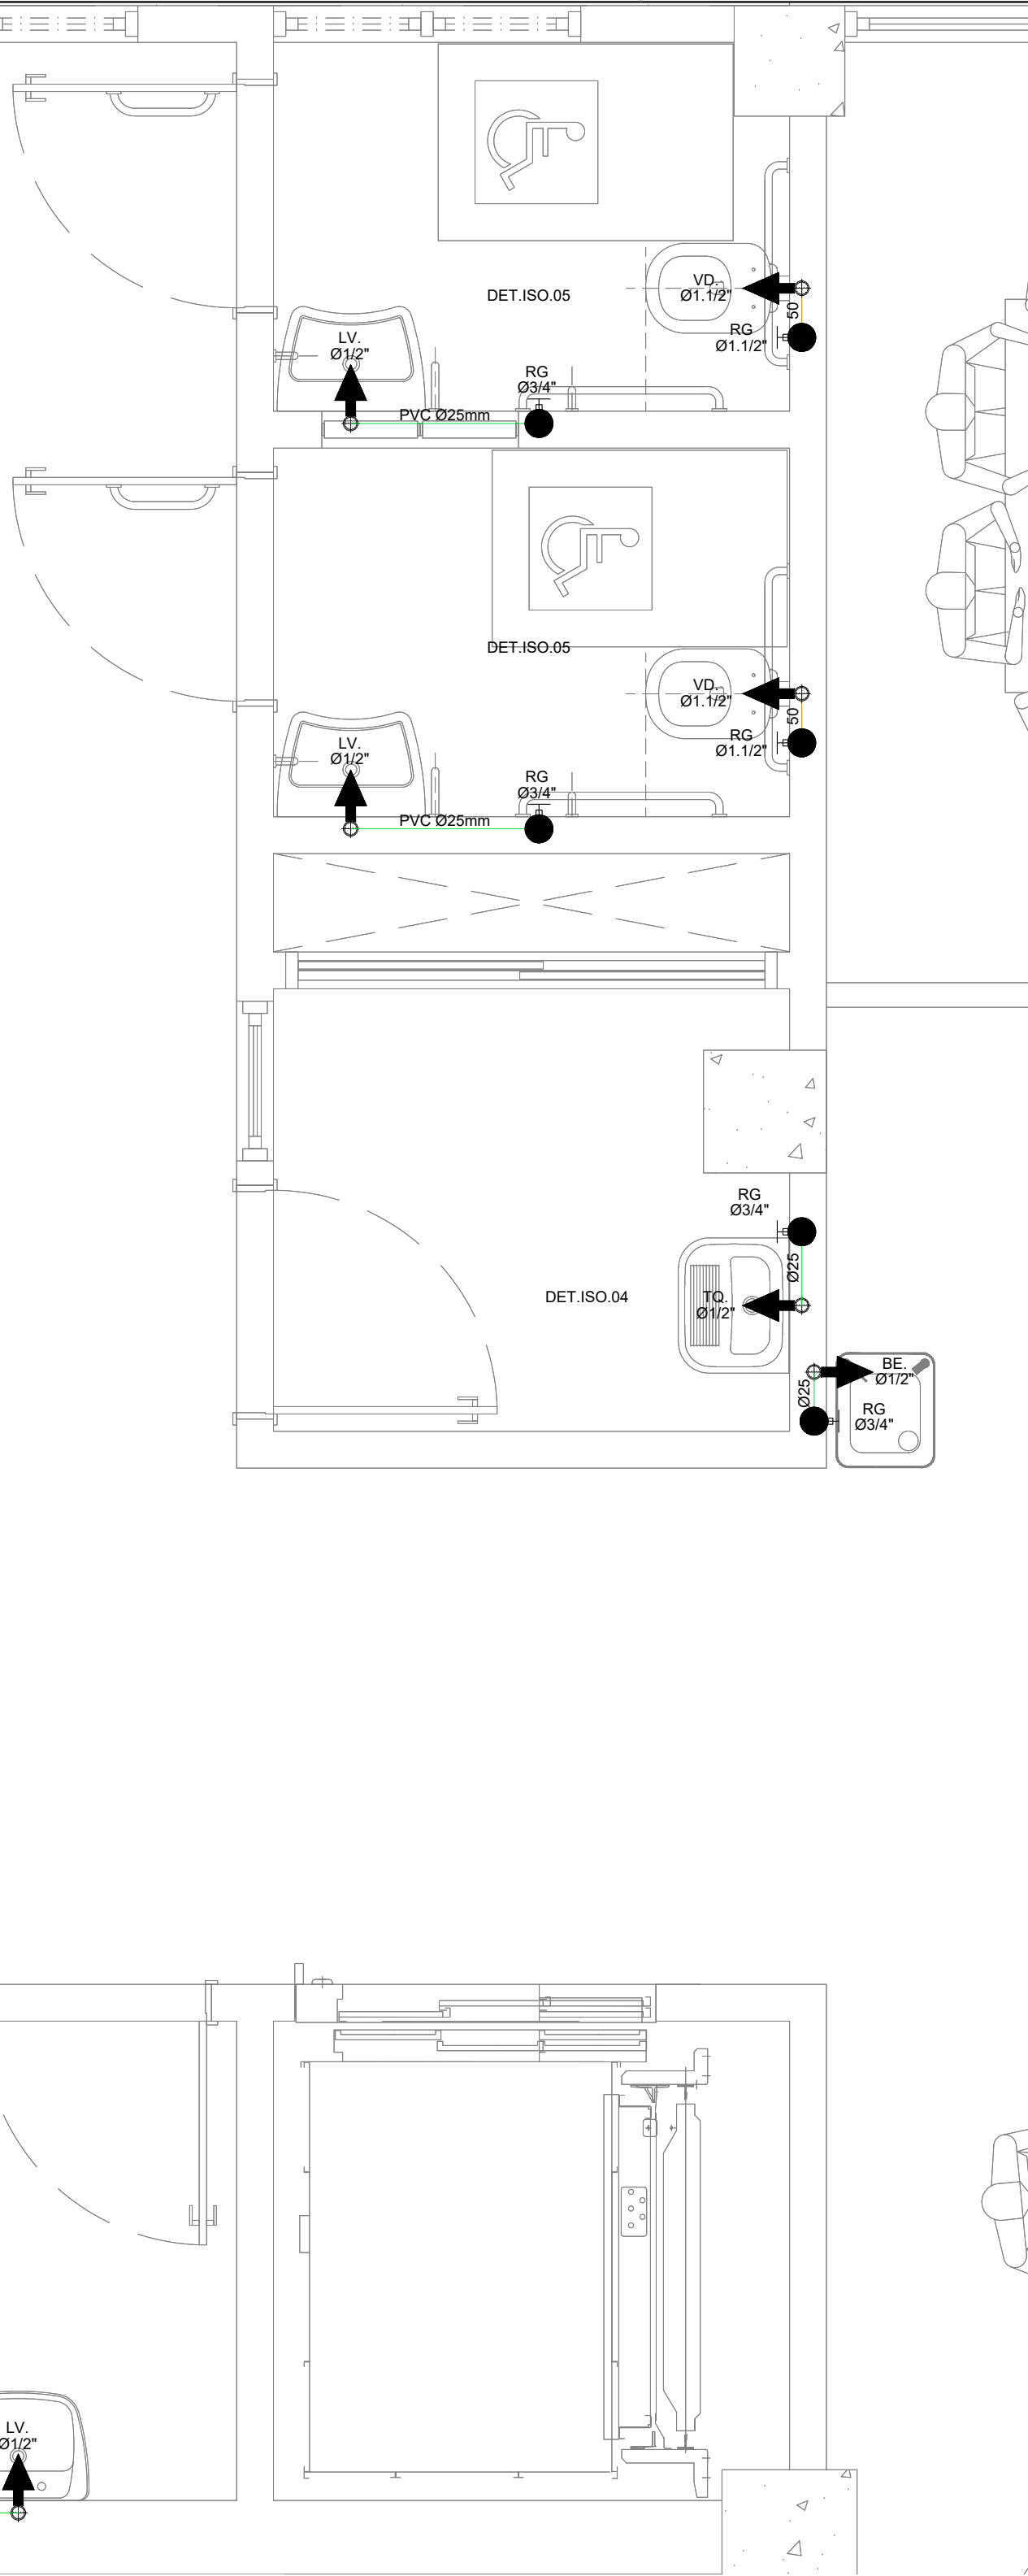 VD.
Ø1.1/2"
DET.ISO.05
50
RG
Ø1.1/2"
LV.
Ø1/2"
RG
Ø3/4"
PVC Ø25mm
DET.ISO.05
VD.
Ø1.1/2"
50
RG
Ø1.1/2"
LV.
Ø1/2"
RG
Ø3/4"
PVC Ø25mm
RG
Ø3/4"
Ø25
DET.ISO.04
TQ.
Ø1/2"
BE.
Ø1/2"
Ø25
RG
Ø3/4"
LV.
Ø1/2"